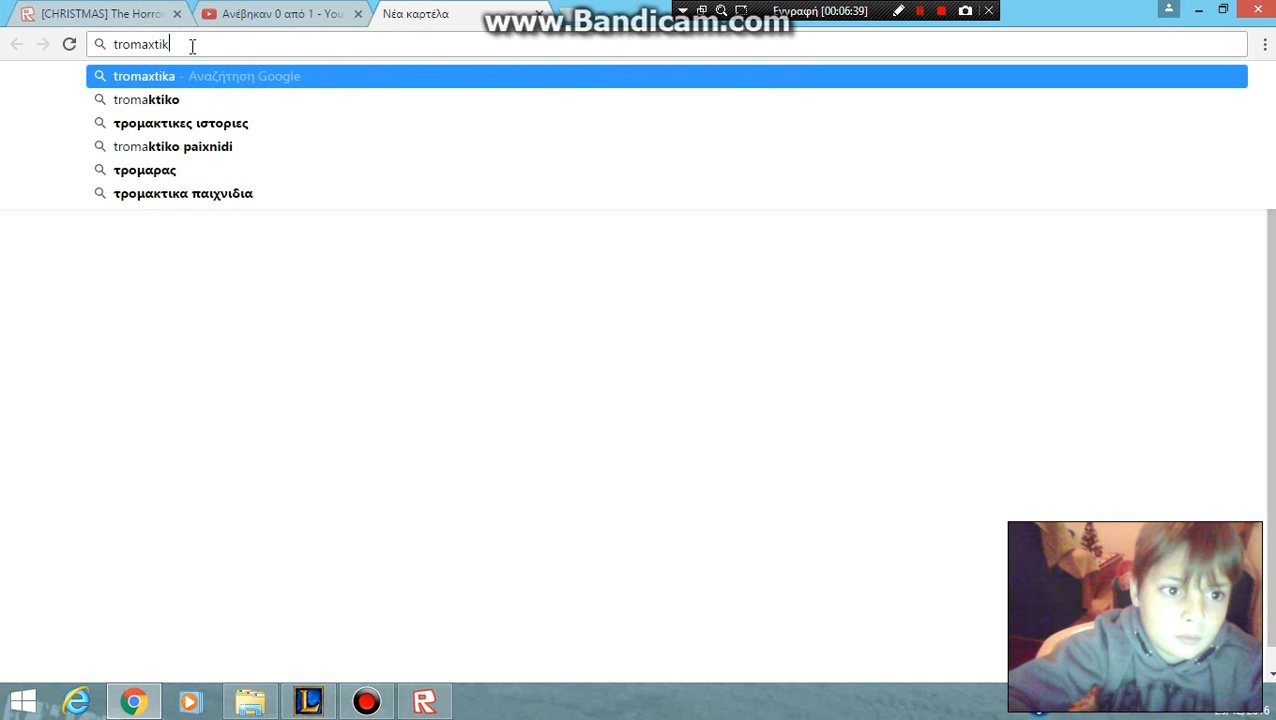 [CHRISTMAS] The Horror
Ανέβηκαν 0 από 1 - You
Νέα καρτέλα
www.Bandicam.com
Εγγραφή [00:06:39]
tromaxtik
tromaxtika - Αναζήτηση Google
tromaktiko
τρομακτικες ιστοριες
tromaktiko paixnidi
τρομαρας
τρομακτικα παιχνιδια